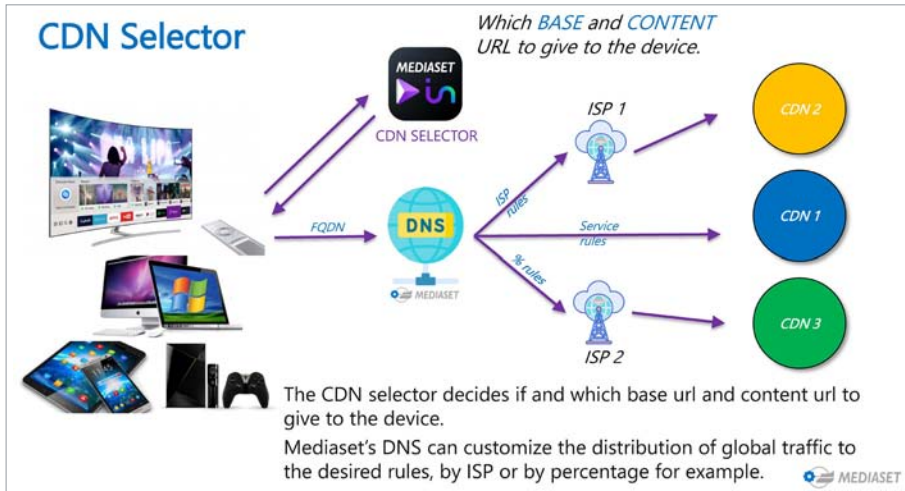 CDN Selector
Which BASE and CONTENT
URL to give to the device.
MEDIASET
in
CDN SELECTOR
ISP 1
CDN 2
ISP
rules
FQDN
DNS
MEDIASET
Service
rules
CDN 1
% rules
ISP 2
CDN 3
The CDN selector decides if and which base url and content url to
give to the device.
Mediaset's DNS can customize the distribution of global traffic to
the desired rules, by ISP or by percentage for example.
MEDIASET